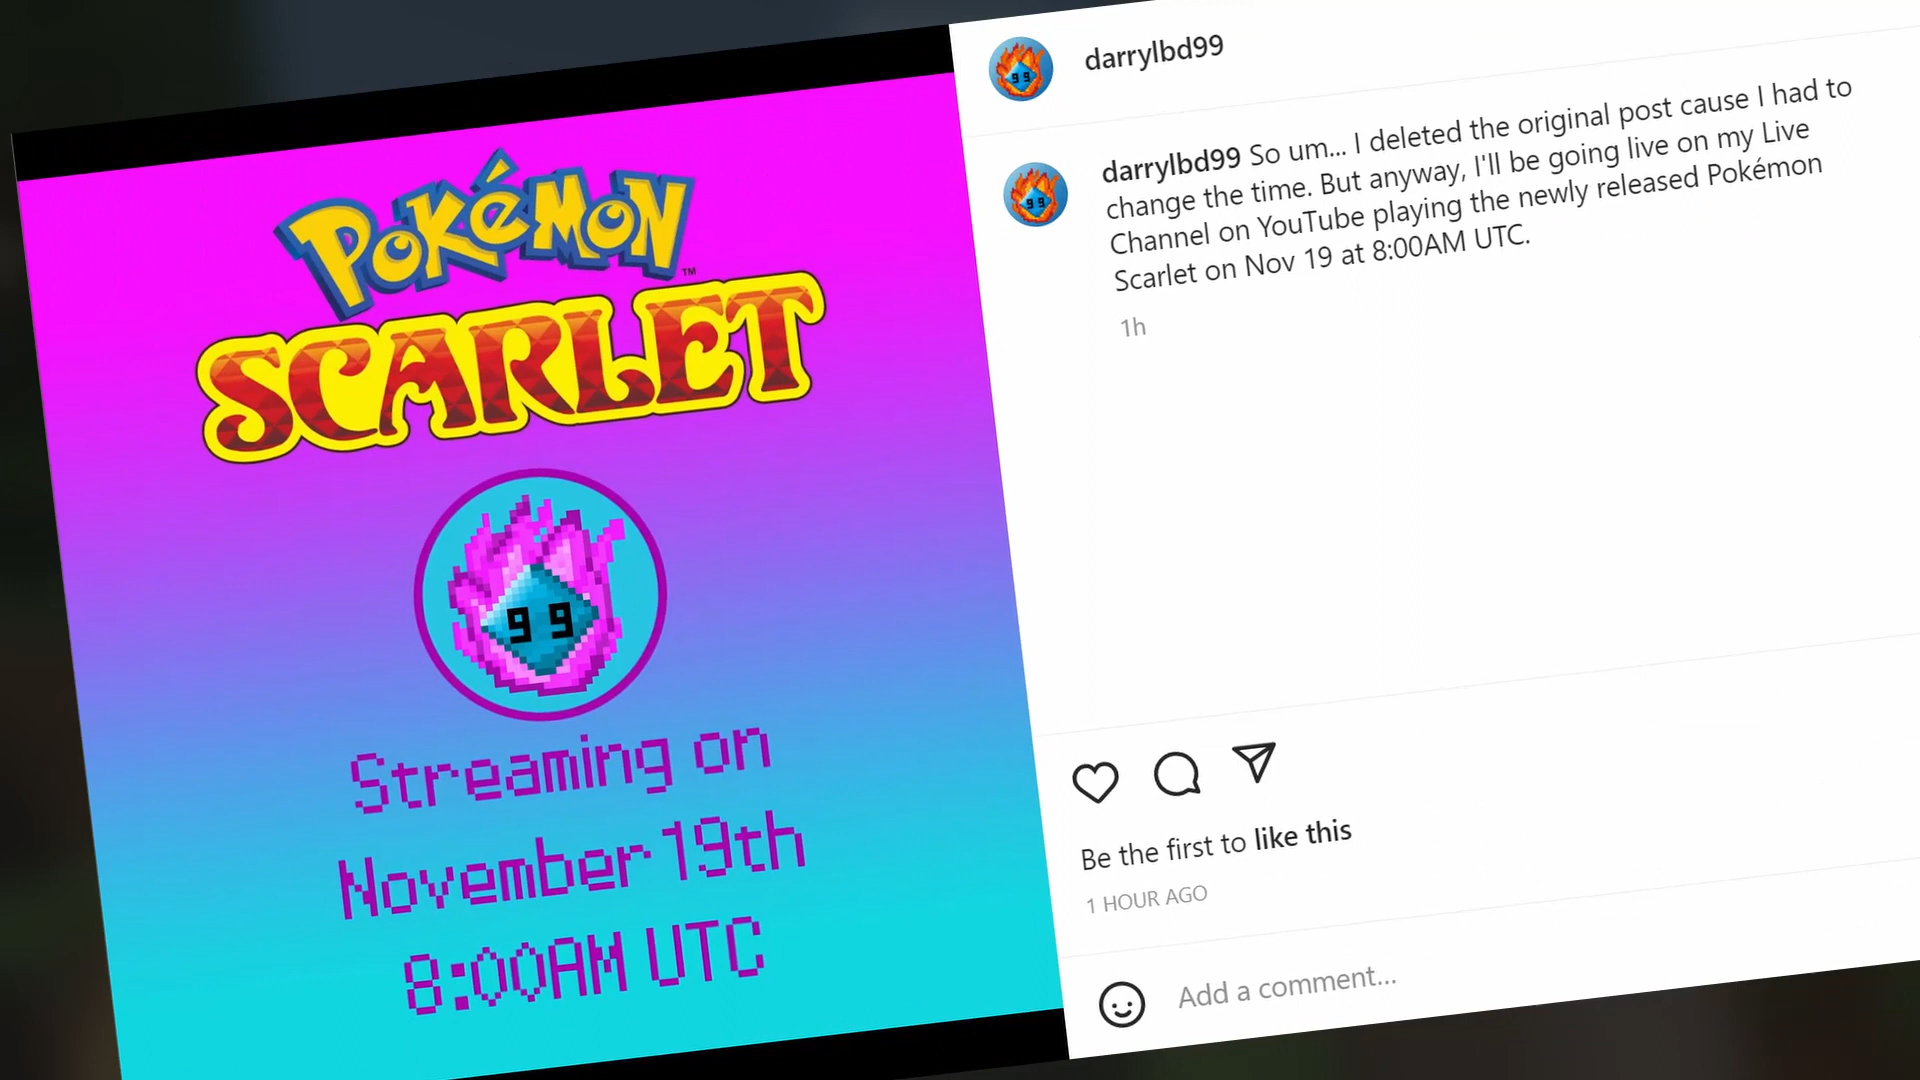 POKéMON
™
SCARLET
99
Streaming on
November 19th
8:00AM UTC
99
darrylbd99
99
darrylbd99 So um... I deleted the original post cause I had to
change the time. But anyway, I'll be going live on my Live
Channel on YouTube playing the newly released Pokémon
Scarlet on Nov 19 at 8:00AM UTC.
1h
Be the first to like this
1 HOUR AGO
Add a comment...